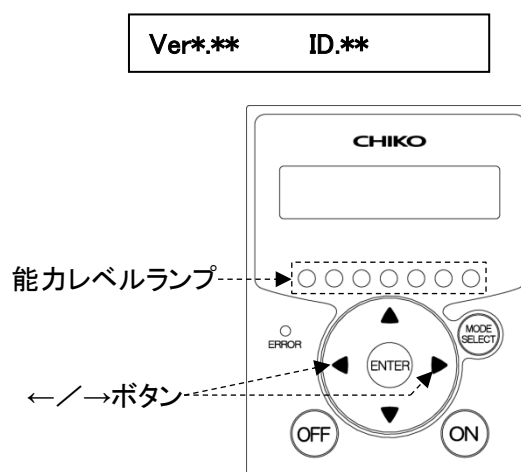 Ver*.** ID.**
CHIKO
能力レベルランプ
ERROR
MODE
SELECT
ENTER
←／→ボタン
OFF
ON